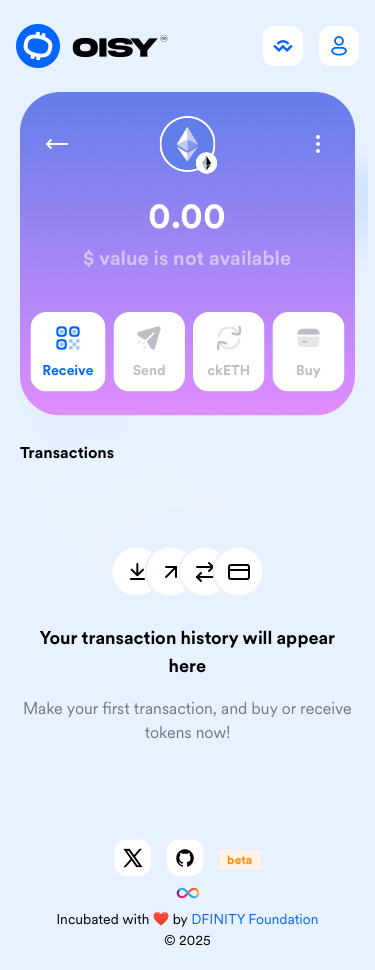 OISY
0.00
$ value is not available
Receive
Send
ckETH
Buy
Transactions
Your transaction history will appear
here
Make your first transaction, and buy or receive
tokens now!
beta
Incubated with ❤️ by DFINITY Foundation
© 2025